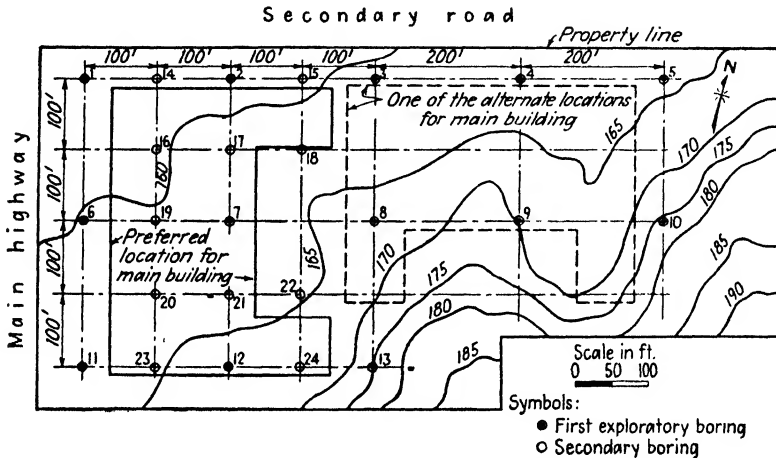 Secondary road
Property line
100' 100' 100' 100' 200' 200'
1 14 2 15 3 4 5
N
One of the alternate locations
for main building
100'
165
170
175
180
16 17 18
160
100'
Main highway
6 19 7 8 9 10
Preferred
location for
main building
165
170
185
100'
175
190
20 21 22
180
100'
185
11 23 12 24 13
Scale in ft.
0 50 100
Symbols:
First exploratory boring
Secondary boring